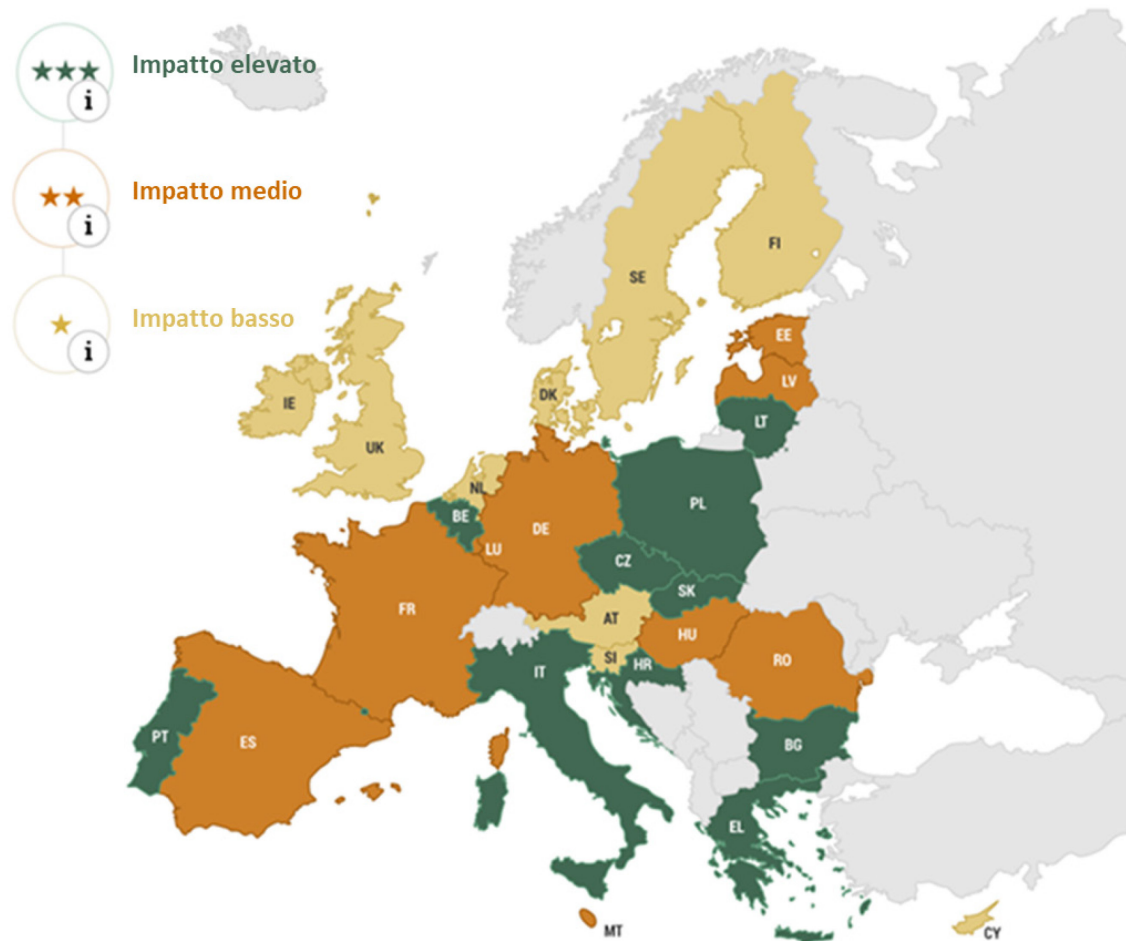 ★★★
i
Impatto elevato
★★
i
Impatto medio
★
i
Impatto basso
FI
SE
EE
LV
LT
DK
IE
UK
NL
BE
PL
DE
LU
CZ
SK
FR
AT
HU
SI
HR
RO
IT
PT
ES
BG
EL
MT
CY